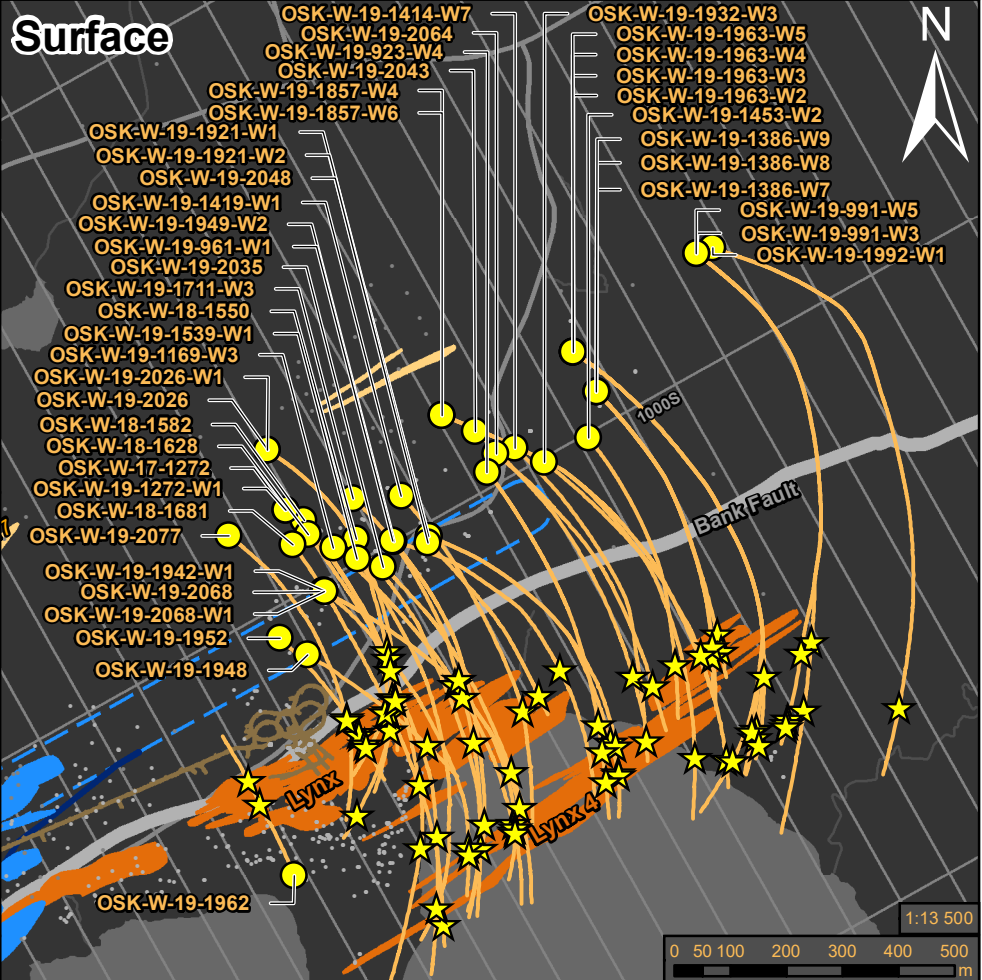 Surface
N
OSK-W-19-1414-W7
OSK-W-19-2064
OSK-W-19-923-W4
OSK-W-19-2043
OSK-W-19-1857-W4
OSK-W-19-1857-W6
OSK-W-19-1921-W1
OSK-W-19-1921-W2
OSK-W-19-2048
OSK-W-19-1419-W1
OSK-W-19-1949-W2
OSK-W-19-961-W1
OSK-W-19-2035
OSK-W-19-1711-W3
OSK-W-18-1550
OSK-W-19-1539-W1
OSK-W-19-1169-W3
OSK-W-19-2026-W1
OSK-W-19-2026
OSK-W-18-1582
OSK-W-18-1628
OSK-W-17-1272
OSK-W-19-1272-W1
OSK-W-18-1681
OSK-W-19-2077
OSK-W-19-1942-W1
OSK-W-19-2068
OSK-W-19-2068-W1
OSK-W-19-1952
OSK-W-19-1948
OSK-W-19-1962
OSK-W-19-1932-W3
OSK-W-19-1963-W5
OSK-W-19-1963-W4
OSK-W-19-1963-W3
OSK-W-19-1963-W2
OSK-W-19-1453-W2
OSK-W-19-1386-W9
OSK-W-19-1386-W8
OSK-W-19-1386-W7
OSK-W-19-991-W5
OSK-W-19-991-W3
OSK-W-19-1992-W1
1000S
Bank Fault
Lynx
Lynx 4
1:13 500
0 50 100 200 300 400 500
m